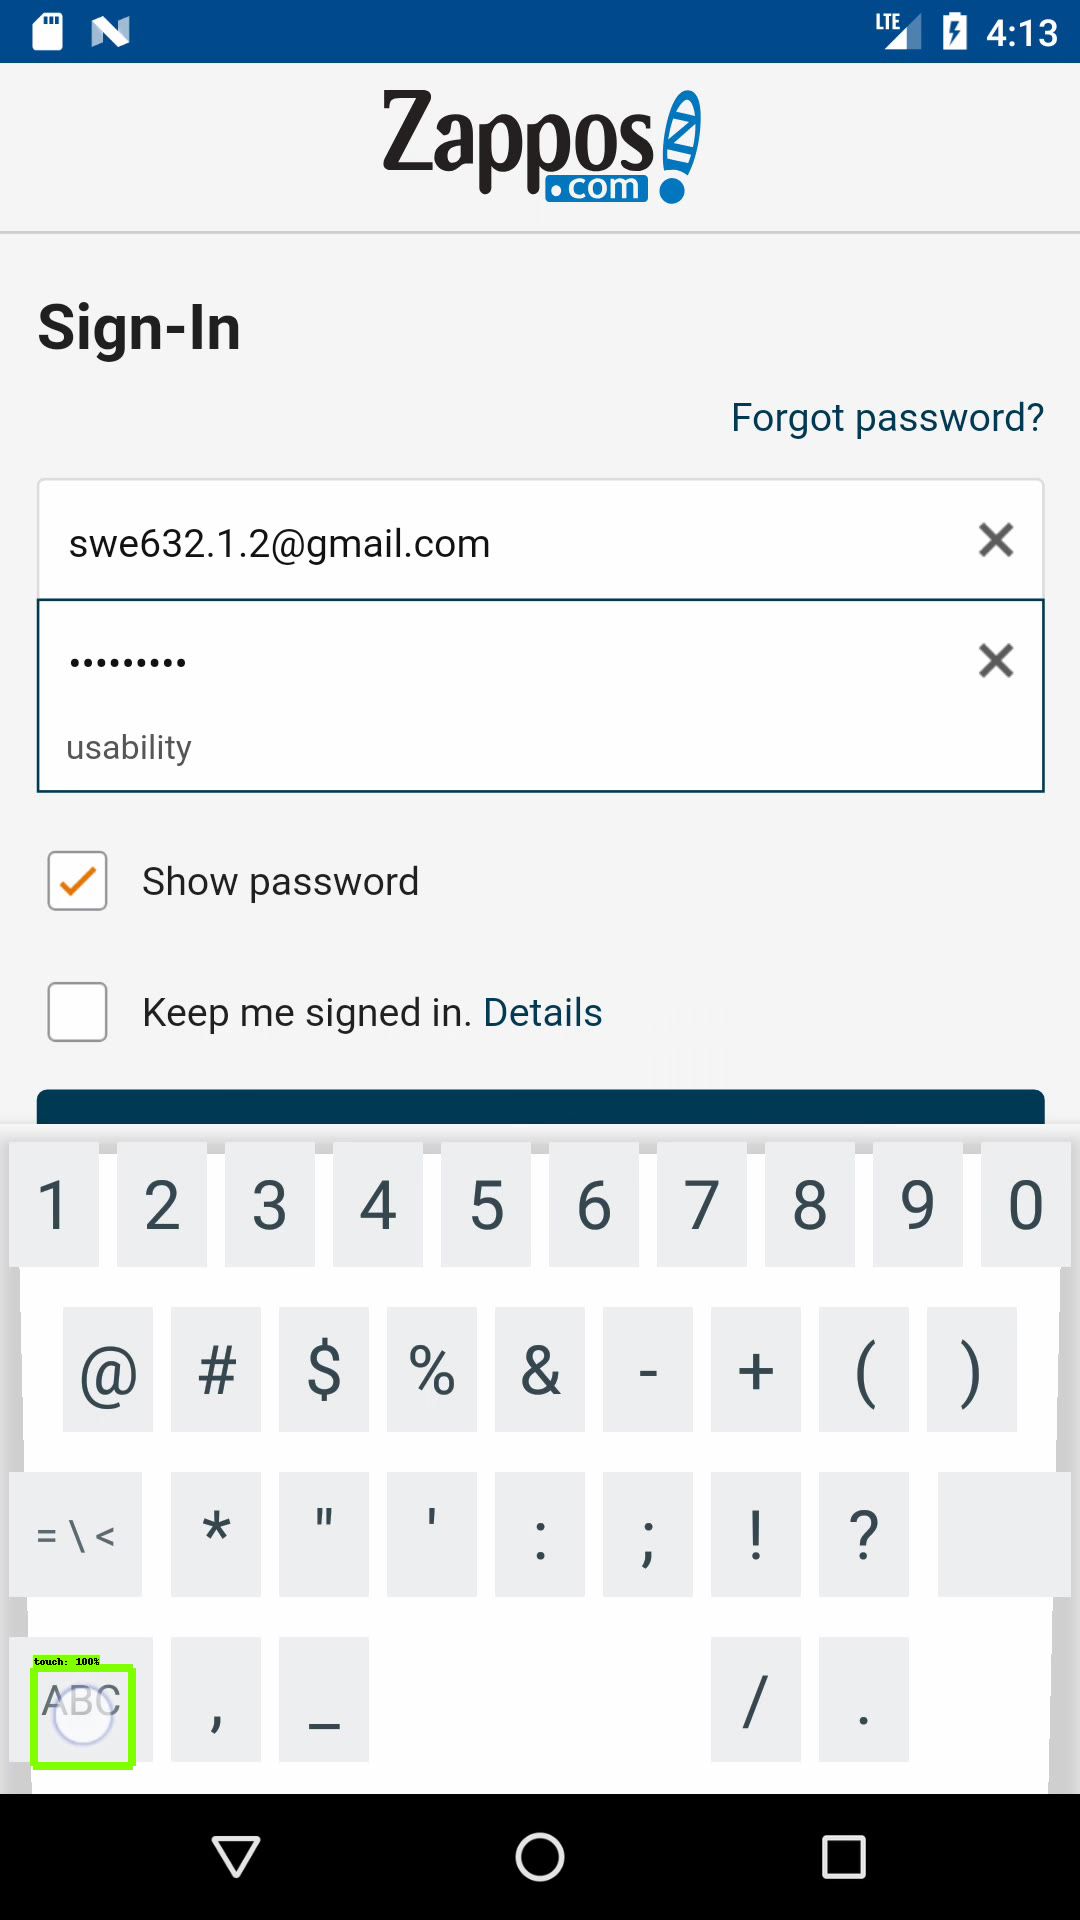 LTE 4:13
Zappos
.com
Sign-In
Forgot password?
swe632.1.2@gmail.com
•••••••••
usability
Show password
Keep me signed in. Details
1 2 3 4 5 6 7 8 9 0
@ # $ % & - + ( )
= \ < * " ' : ; ! ?
touch: 100%
ABC , _ / .